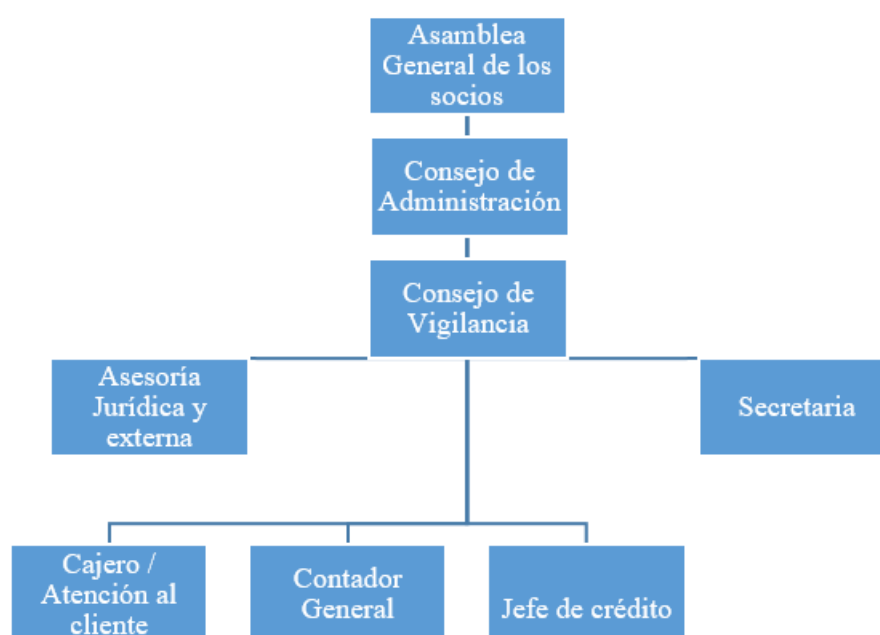 Asamblea
General de los
socios
Consejo de
Administración
Consejo de
Vigilancia
Asesoría
Jurídica y
externa
Secretaria
Cajero /
Atención al
cliente
Contador
General
Jefe de crédito